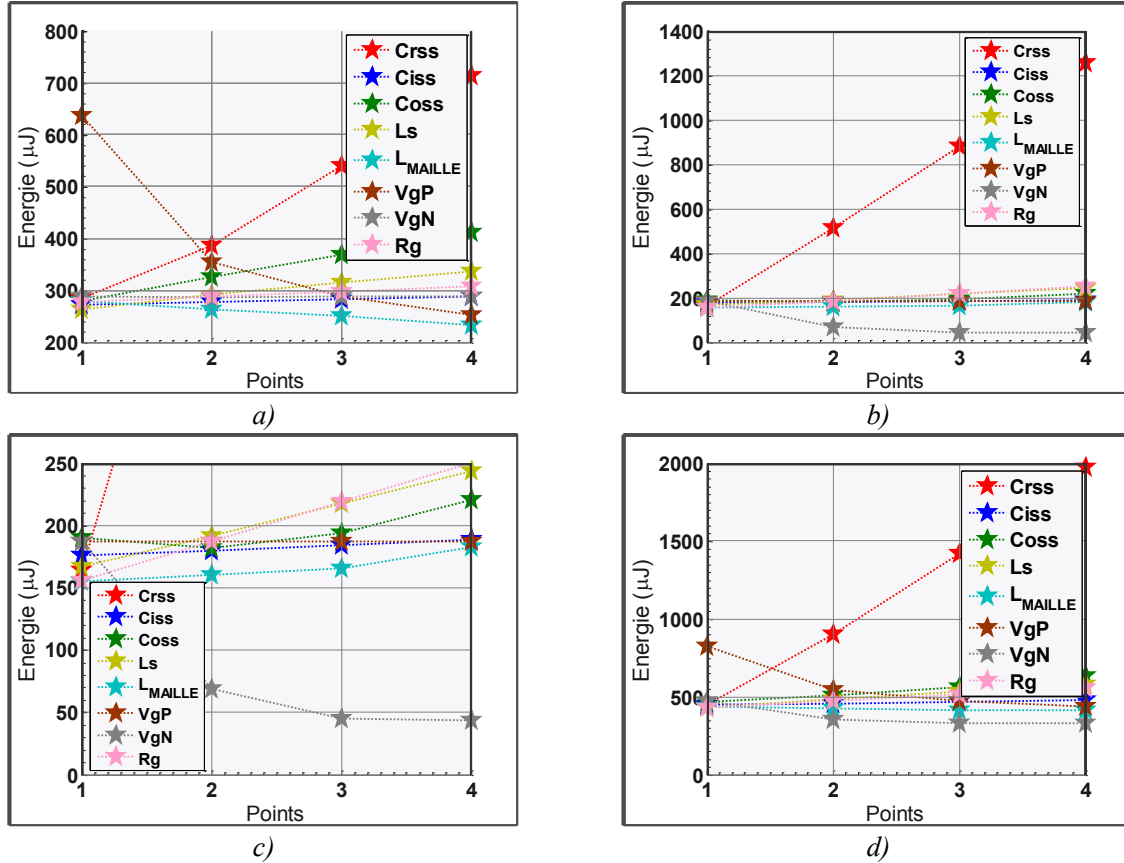 800
700
600
500
400
300
200
Energie (μJ)
1 2 3 4
Points
Crss
Ciss
Coss
Ls
L_MAILLE
VgP
VgN
Rg
a)
1400
1200
1000
800
600
400
200
0
Energie (μJ)
1 2 3 4
Points
Crss
Ciss
Coss
Ls
L_MAILLE
VgP
VgN
Rg
b)
250
200
150
100
50
0
Energie (μJ)
1 2 3 4
Points
Crss
Ciss
Coss
Ls
L_MAILLE
VgP
VgN
Rg
c)
2000
1500
1000
500
0
Energie (μJ)
1 2 3 4
Points
Crss
Ciss
Coss
Ls
L_MAILLE
VgP
VgN
Rg
d)